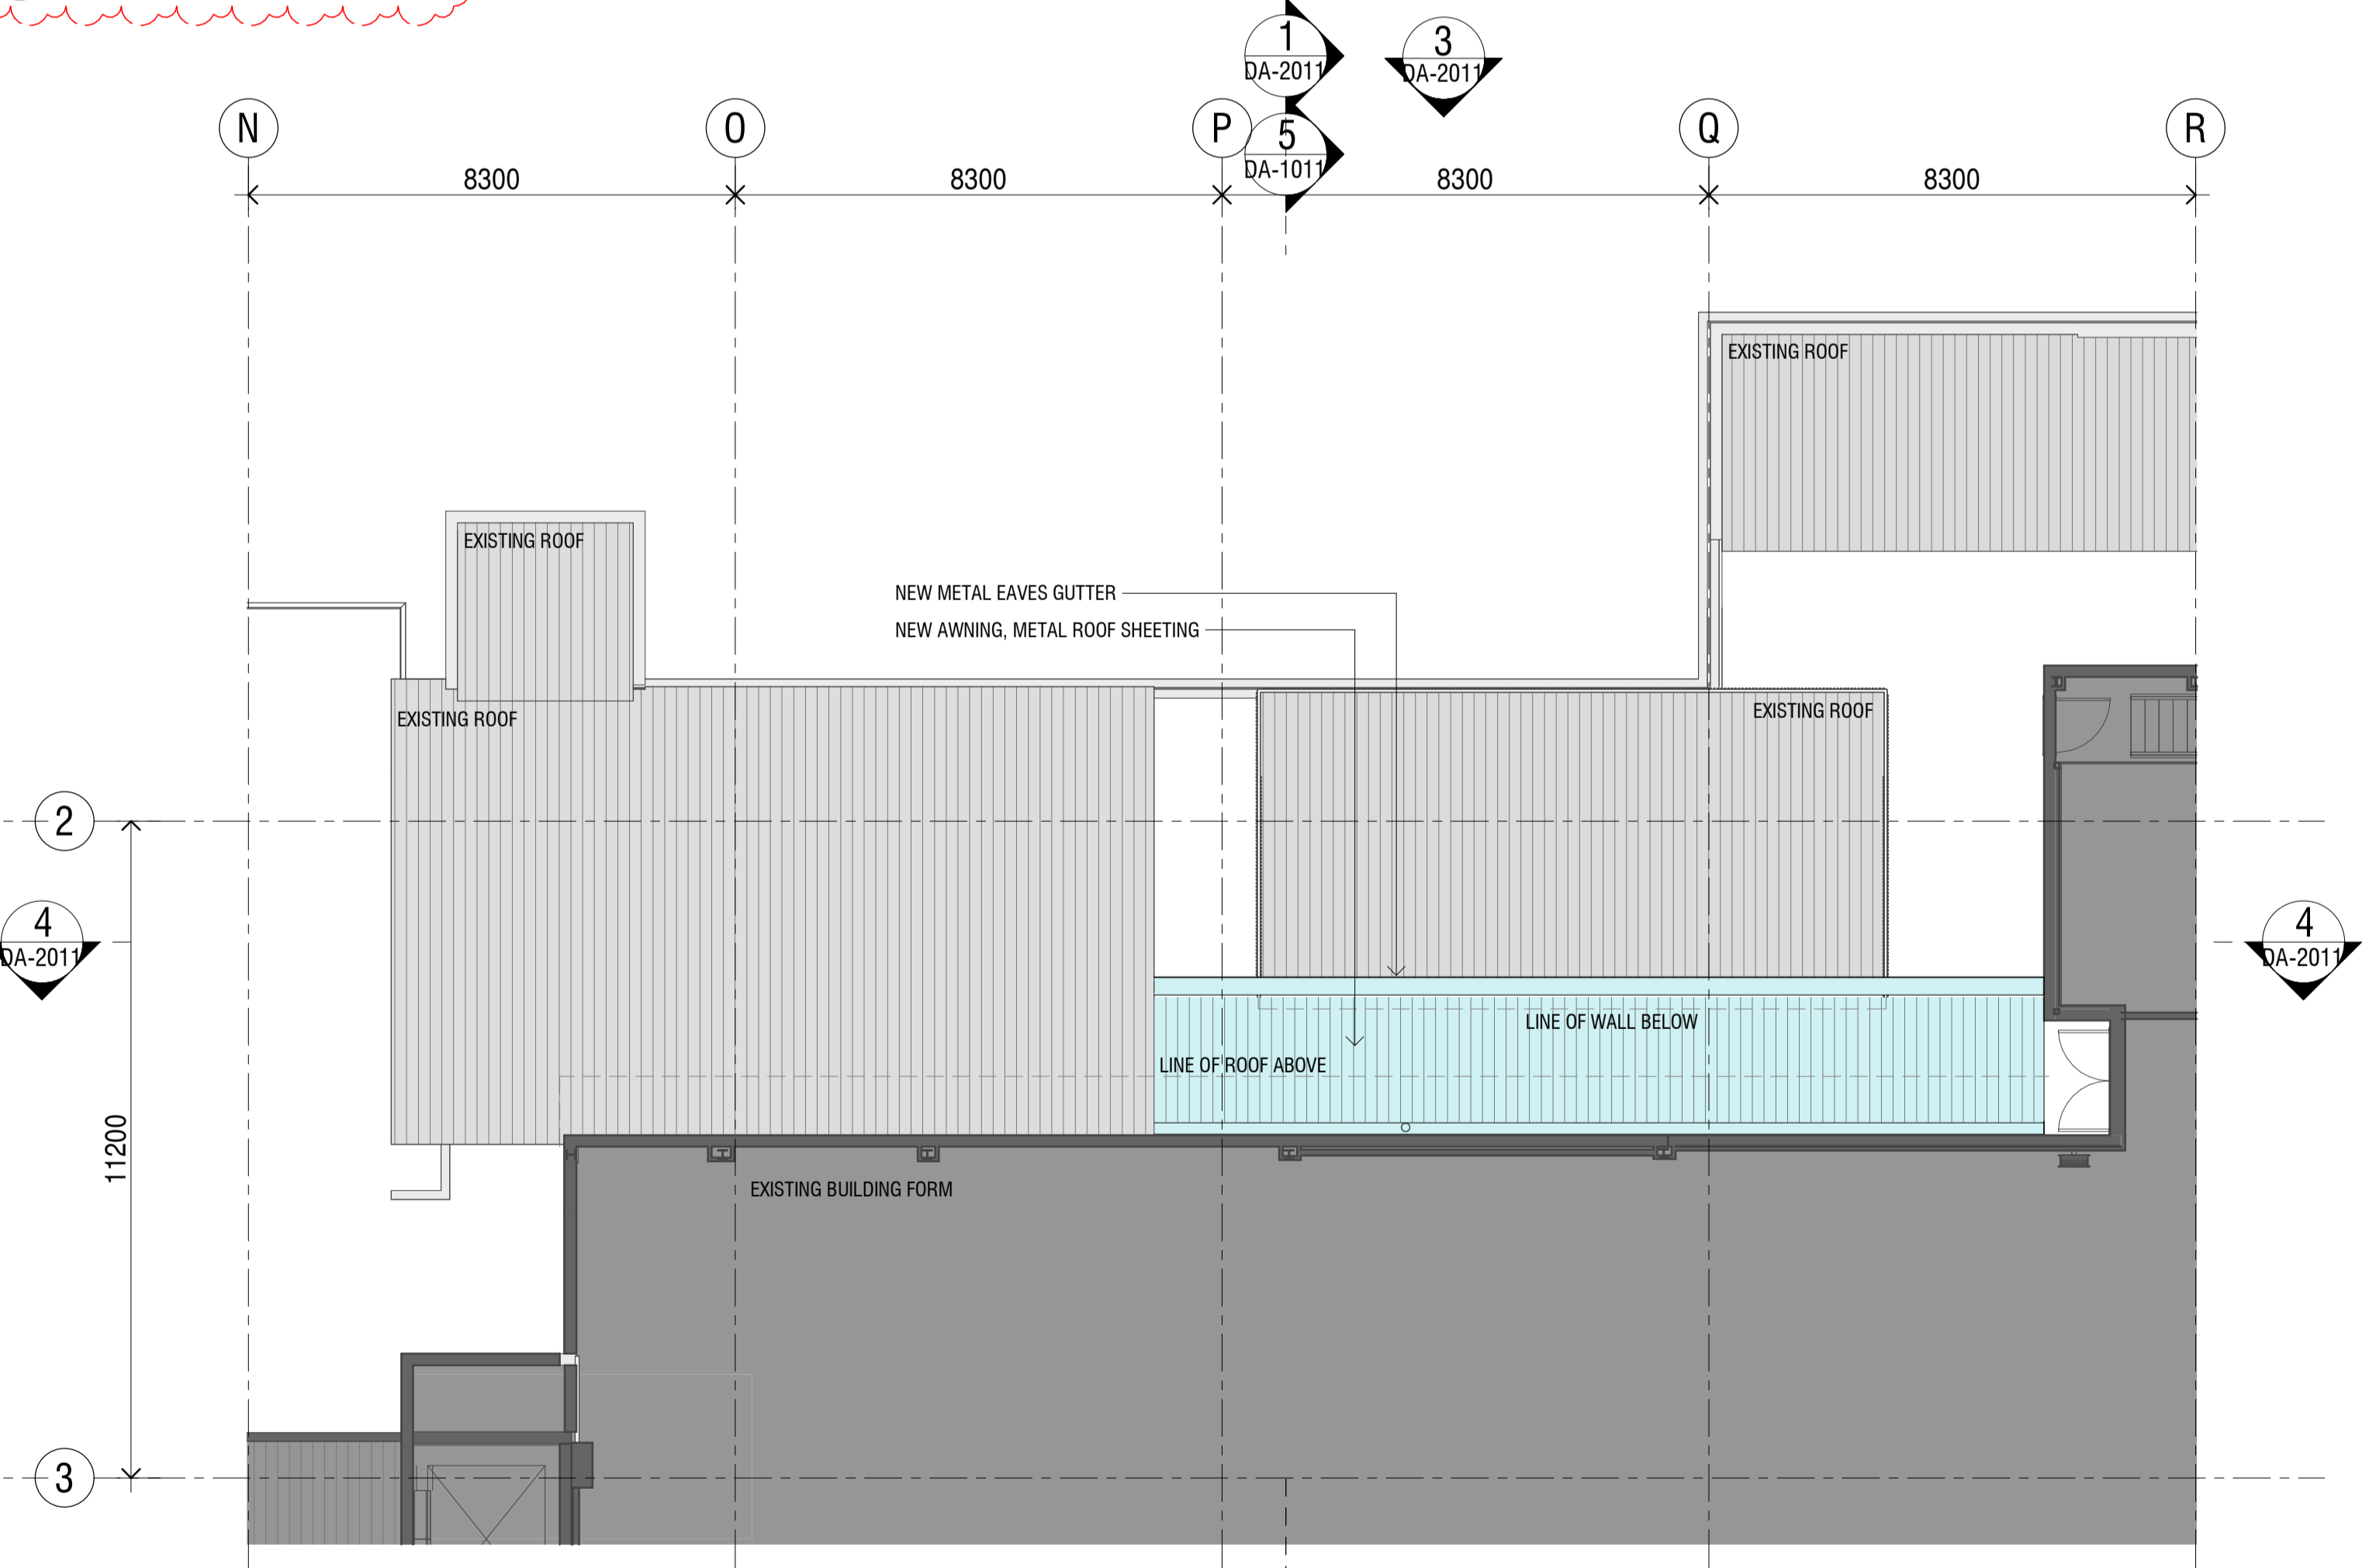 1
DA-2011
3
DA-2011
N
O
P
5
DA-1011
Q
R
8300
8300
8300
8300
EXISTING ROOF
EXISTING ROOF
NEW METAL EAVES GUTTER
NEW AWNING, METAL ROOF SHEETING
EXISTING ROOF
EXISTING ROOF
2
4
DA-2011
4
DA-2011
LINE OF WALL BELOW
LINE OF ROOF ABOVE
11200
EXISTING BUILDING FORM
3